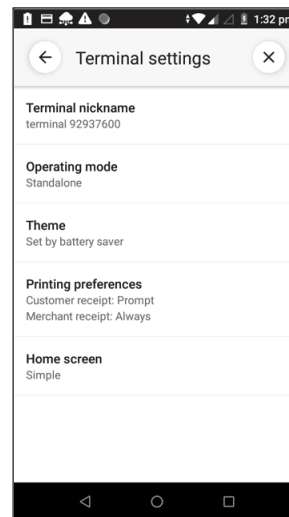 1:32 pm
Terminal settings
Terminal nickname
terminal 92937600
Operating mode
Standalone
Theme
Set by battery saver
Printing preferences
Customer receipt: Prompt
Merchant receipt: Always
Home screen
Simple